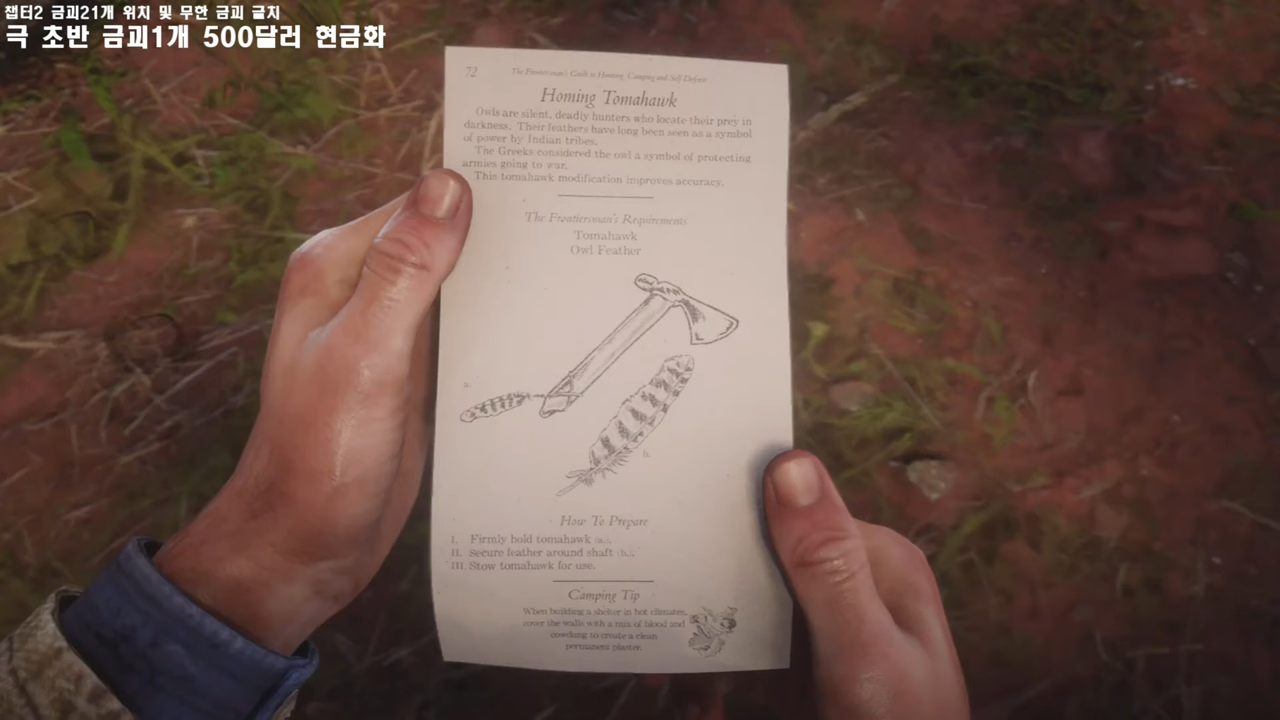 챕터2 금괴21개 위치 및 무한 금괴 글지
극 초반 금괴1개 500달러 현금화
72 The Frontiersman's Guide to Hunting, Camping and Self Defense
Homing Tomahawk
Owls are silent, deadly hunters who locate their prey in
darkness. Their feathers have long been seen as a symbol
of power by Indian tribes.
The Greeks considered the owl a symbol of protecting
armies going to war.
This tomahawk modification improves accuracy.
The Frontiersman's Requirements
Tomahawk
Owl Feather
a.
b.
How To Prepare
I. Firmly hold tomahawk (a.).
II. Secure feather around shaft (b.).
III. Stow tomahawk for use.
Camping Tip
When building a shelter in hot climates,
cover the walls with a mix of blood and
cowdung to create a clean
permanent plaster.